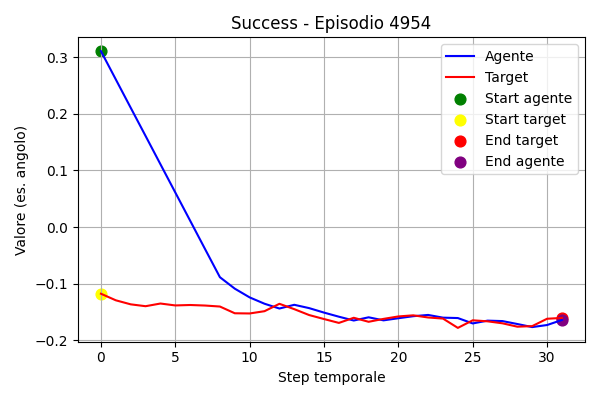 Success - Episodio 4954
Valore (es. angolo)
0.3
0.2
0.1
0.0
−0.1
−0.2
0 5 10 15 20 25 30
Step temporale
Agente
Target
Start agente
Start target
End target
End agente